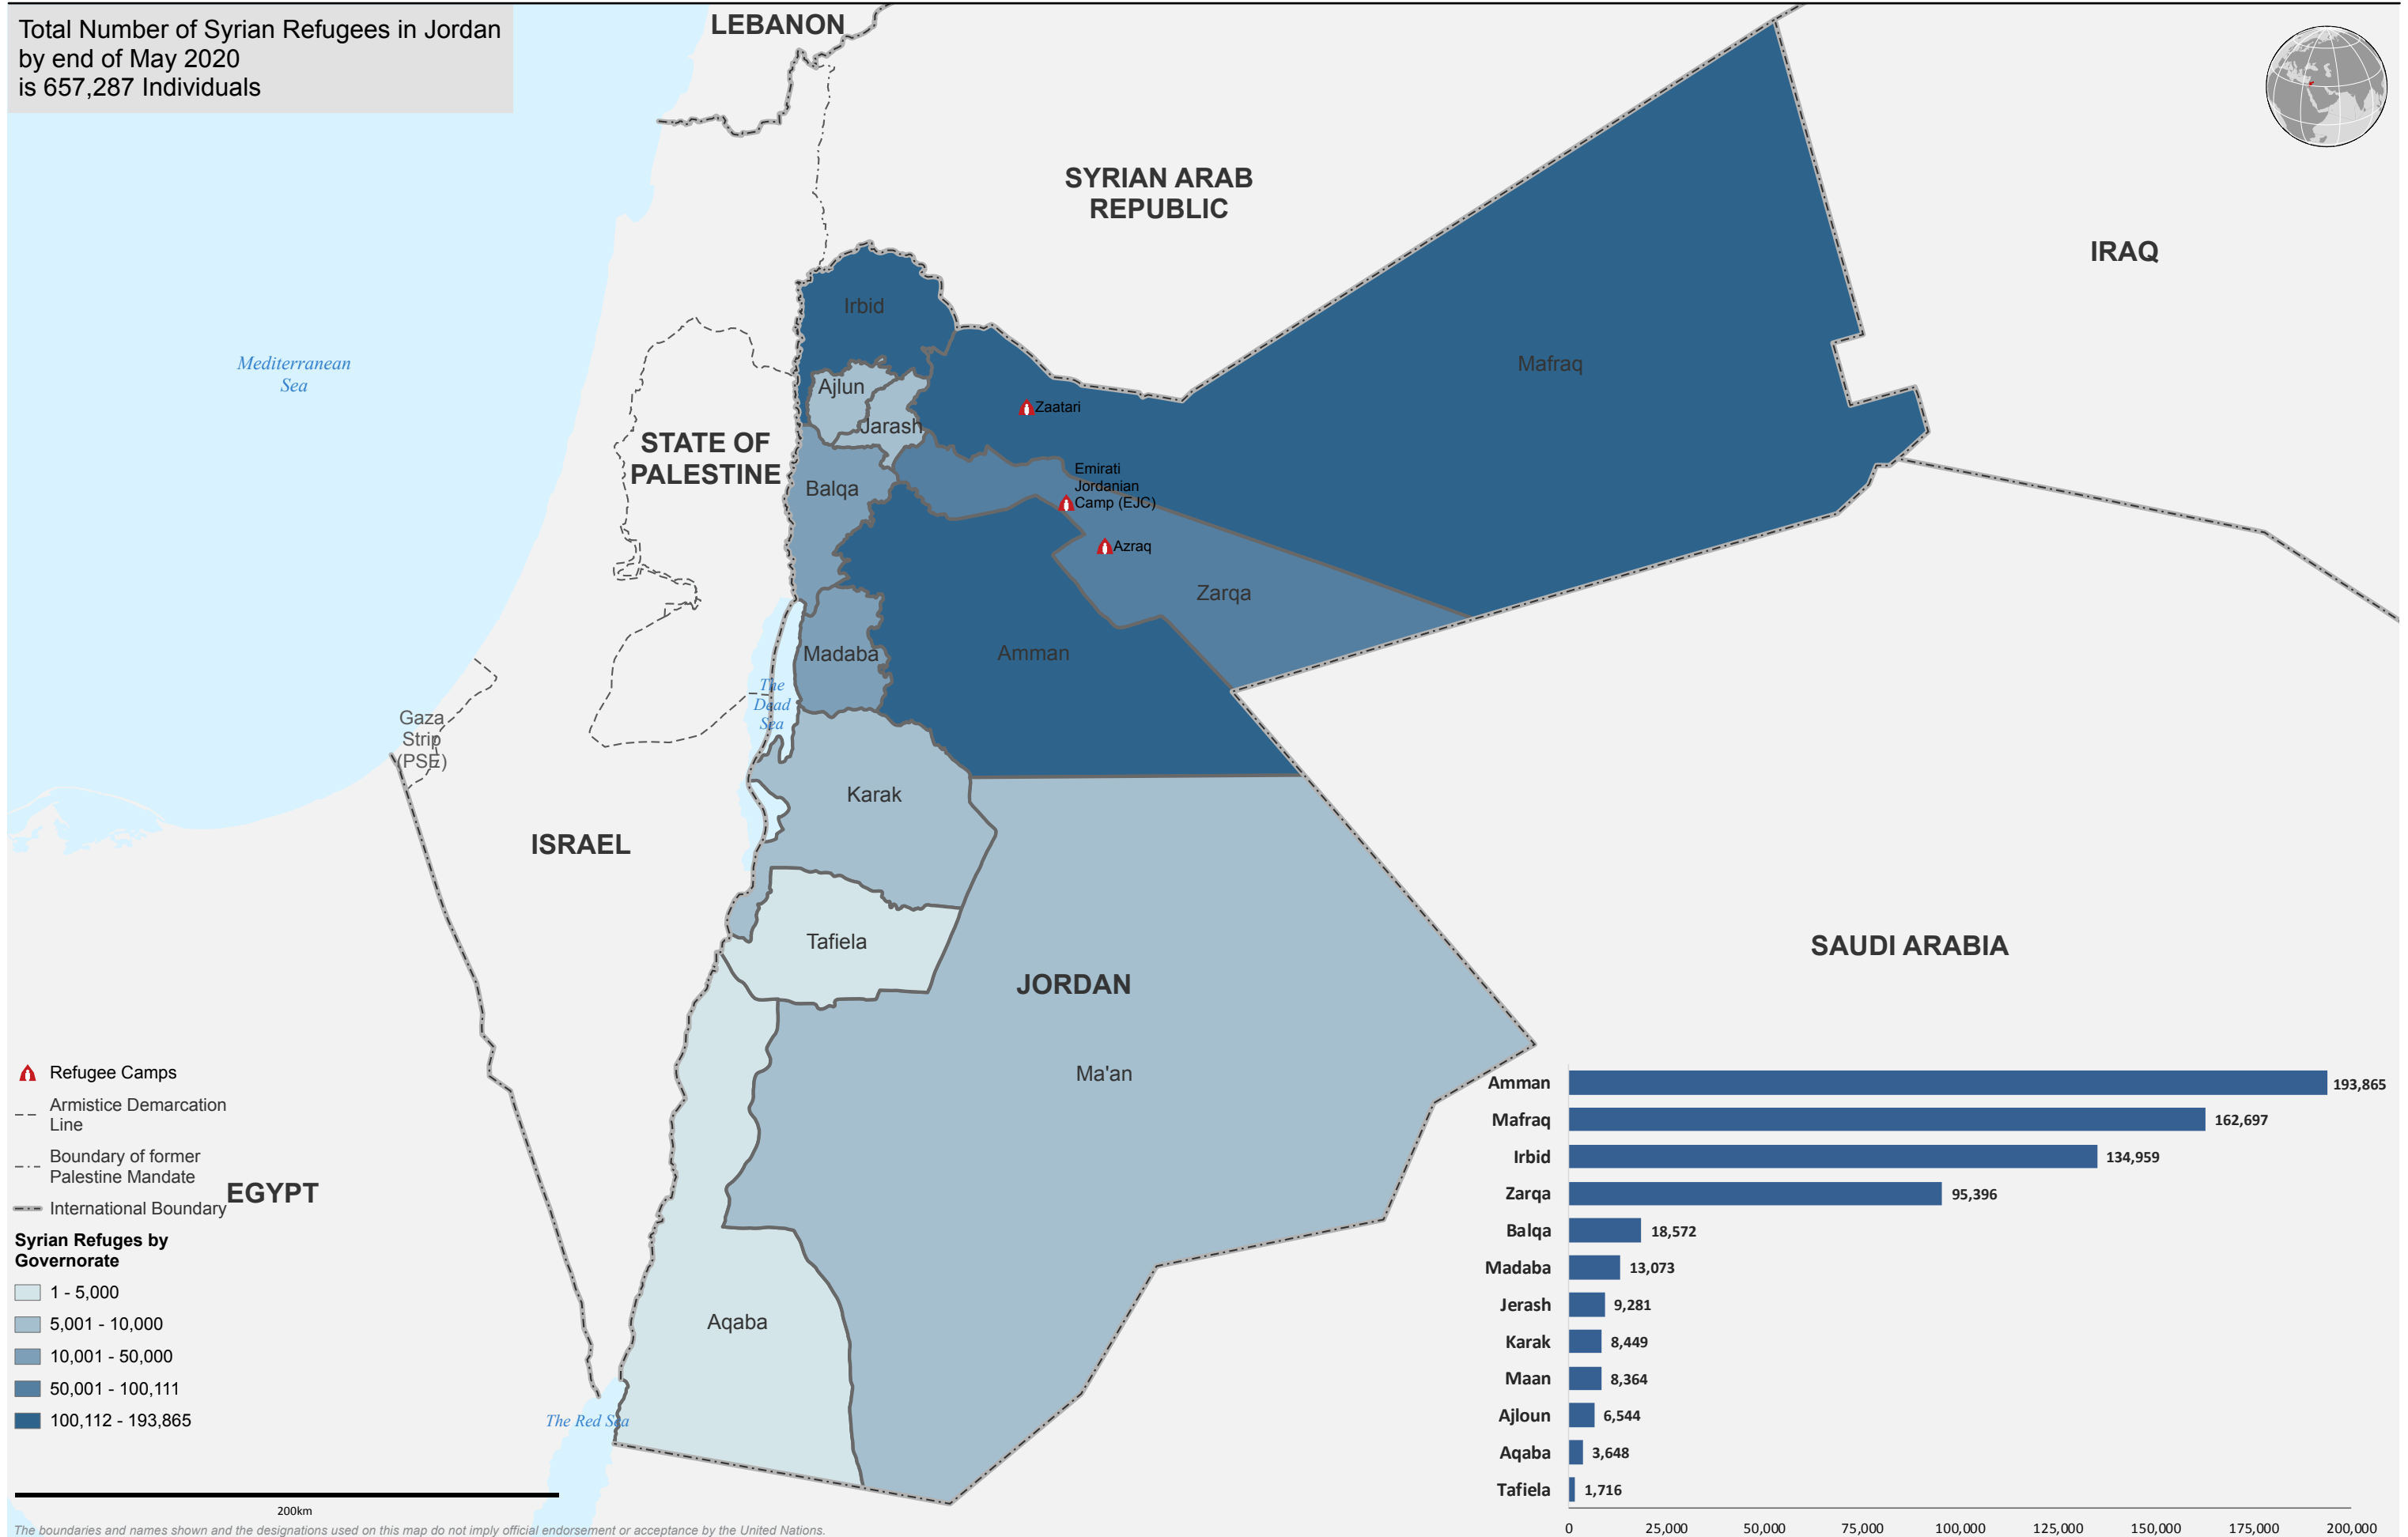 Total Number of Syrian Refugees in Jordan
by end of May 2020
is 657,287 Individuals
LEBANON
SYRIAN ARAB
REPUBLIC
IRAQ
Mediterranean
Sea
Irbid
Mafraq
Ajlun
Zaatari
Jarash
STATE OF
PALESTINE
Emirati
Jordanian
Camp (EJC)
Balqa
Azraq
Zarqa
Madaba
Amman
The
Dead
Sea
Gaza
Strip
(PSE)
Karak
ISRAEL
Tafiela
JORDAN
SAUDI ARABIA
Ma'an
Aqaba
The Red Sea
EGYPT
Refugee Camps
Armistice Demarcation
Line
Boundary of former
Palestine Mandate
International Boundary
Syrian Refuges by
Governorate
1 - 5,000
5,001 - 10,000
10,001 - 50,000
50,001 - 100,111
100,112 - 193,865
200km
The boundaries and names shown and the designations used on this map do not imply official endorsement or acceptance by the United Nations.
Amman 193,865
Mafraq 162,697
Irbid 134,959
Zarqa 95,396
Balqa 18,572
Madaba 13,073
Jerash 9,281
Karak 8,449
Maan 8,364
Ajloun 6,544
Aqaba 3,648
Tafiela 1,716
0 25,000 50,000 75,000 100,000 125,000 150,000 175,000 200,000